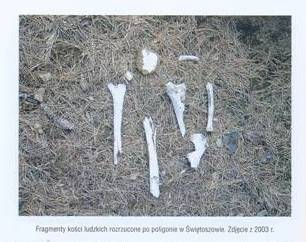 Fragmenty kości ludzkich rozrzucone po poligonie w Świętoszowie. Zdjęcie z 2003 r.